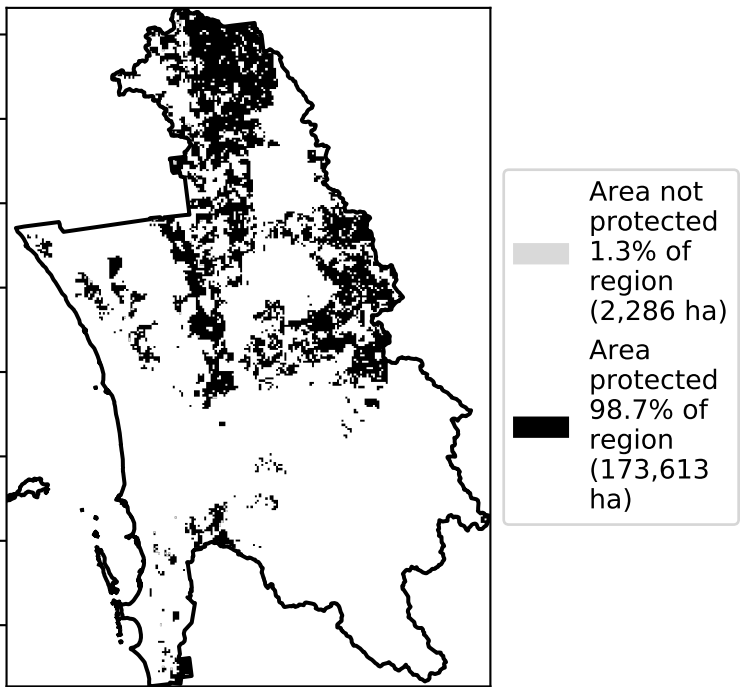 Area not
protected
1.3% of
region
(2,286 ha)
Area
protected
98.7% of
region
(173,613
ha)